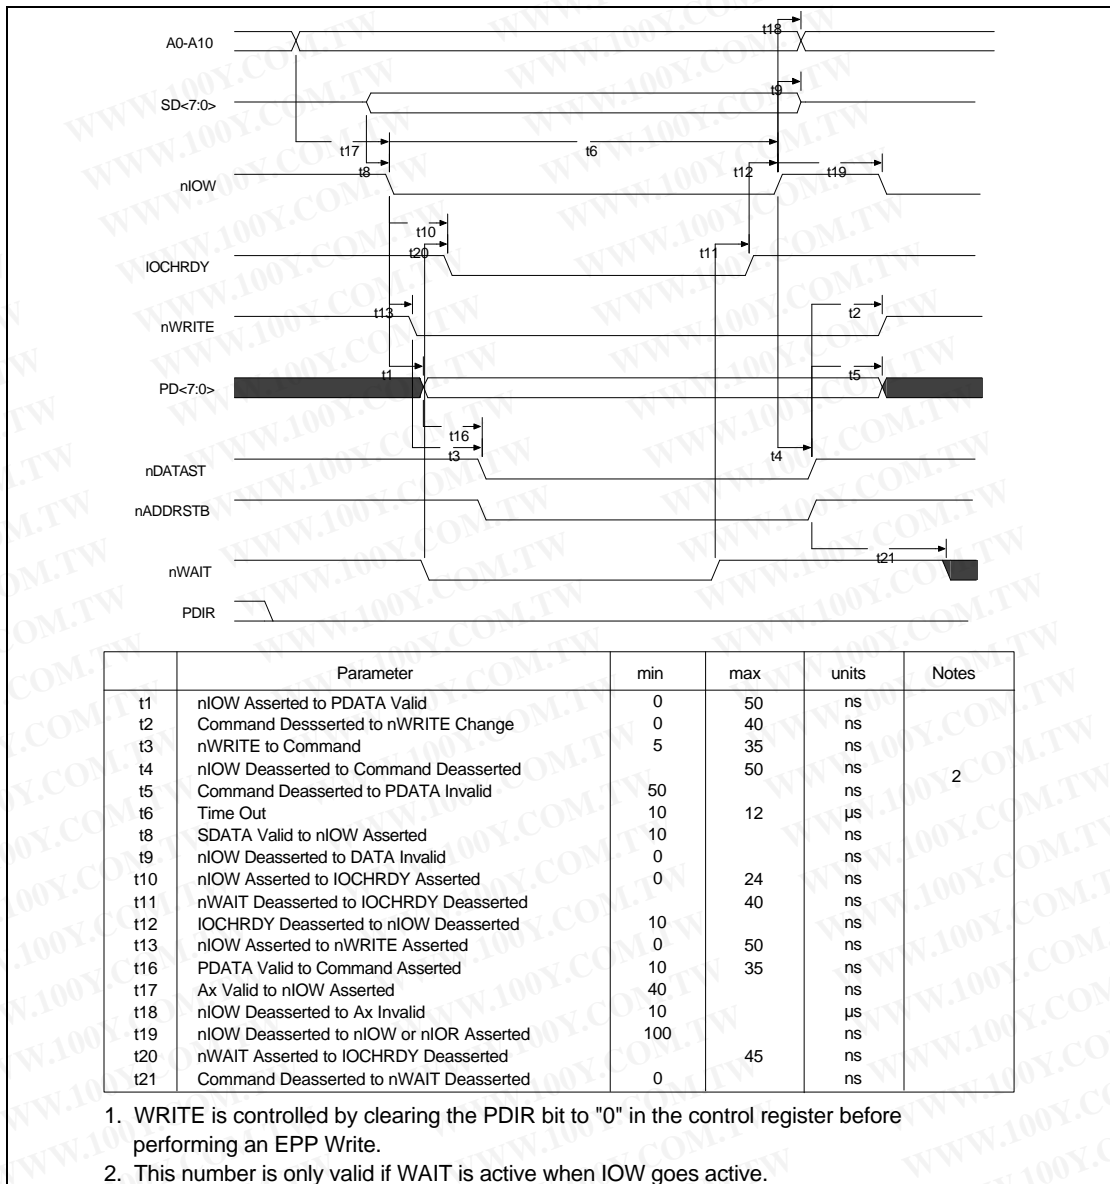 A0-A10
t18
SD<7:0>
t9
t17 t6
nIOW t8 t12 t19
t10
IOCHRDY t20 t11
nWRITE t13 t2
PD<7:0> t1 t5
t16
nDATAST t3 t4
nADDRSTB
nWAIT t21
PDIR
Parameter min max units Notes
t1 nIOW Asserted to PDATA Valid 0 50 ns
t2 Command Dessserted to nWRITE Change 0 40 ns
t3 nWRITE to Command 5 35 ns
t4 nIOW Deasserted to Command Deasserted 50 ns 2
t5 Command Deasserted to PDATA Invalid 50 ns
t6 Time Out 10 12 µs
t8 SDATA Valid to nIOW Asserted 10 ns
t9 nIOW Deasserted to DATA Invalid 0 ns
t10 nIOW Asserted to IOCHRDY Asserted 0 24 ns
t11 nWAIT Deasserted to IOCHRDY Deasserted 40 ns
t12 IOCHRDY Deasserted to nIOW Deasserted 10 ns
t13 nIOW Asserted to nWRITE Asserted 0 50 ns
t16 PDATA Valid to Command Asserted 10 35 ns
t17 Ax Valid to nIOW Asserted 40 ns
t18 nIOW Deasserted to Ax Invalid 10 µs
t19 nIOW Deasserted to nIOW or nIOR Asserted 100 ns
t20 nWAIT Asserted to IOCHRDY Deasserted 45 ns
t21 Command Deasserted to nWAIT Deasserted 0 ns
1. WRITE is controlled by clearing the PDIR bit to "0" in the control register before
performing an EPP Write.
2. This number is only valid if WAIT is active when IOW goes active.
WWW.100Y.COM.TW